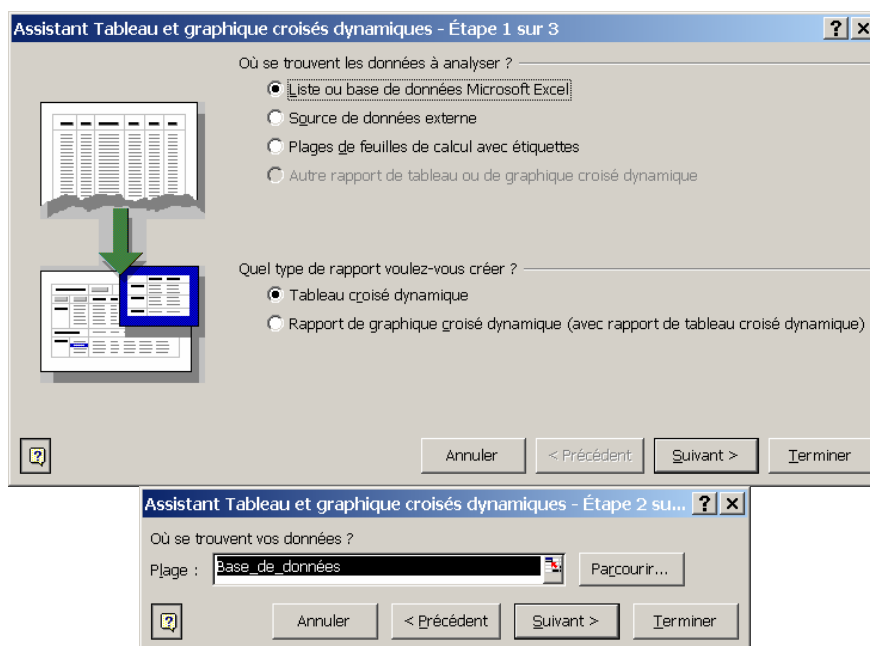 Assistant Tableau et graphique croisés dynamiques - Étape 1 sur 3
Où se trouvent les données à analyser ?
Liste ou base de données Microsoft Excel
Source de données externe
Plages de feuilles de calcul avec étiquettes
Autre rapport de tableau ou de graphique croisé dynamique
Quel type de rapport voulez-vous créer ?
Tableau croisé dynamique
Rapport de graphique croisé dynamique (avec rapport de tableau croisé dynamique)
Annuler < Précédent Suivant > Terminer
Assistant Tableau et graphique croisés dynamiques - Étape 2 su...
Où se trouvent vos données ?
Plage : Base_de_données Parcourir...
Annuler < Précédent Suivant > Terminer